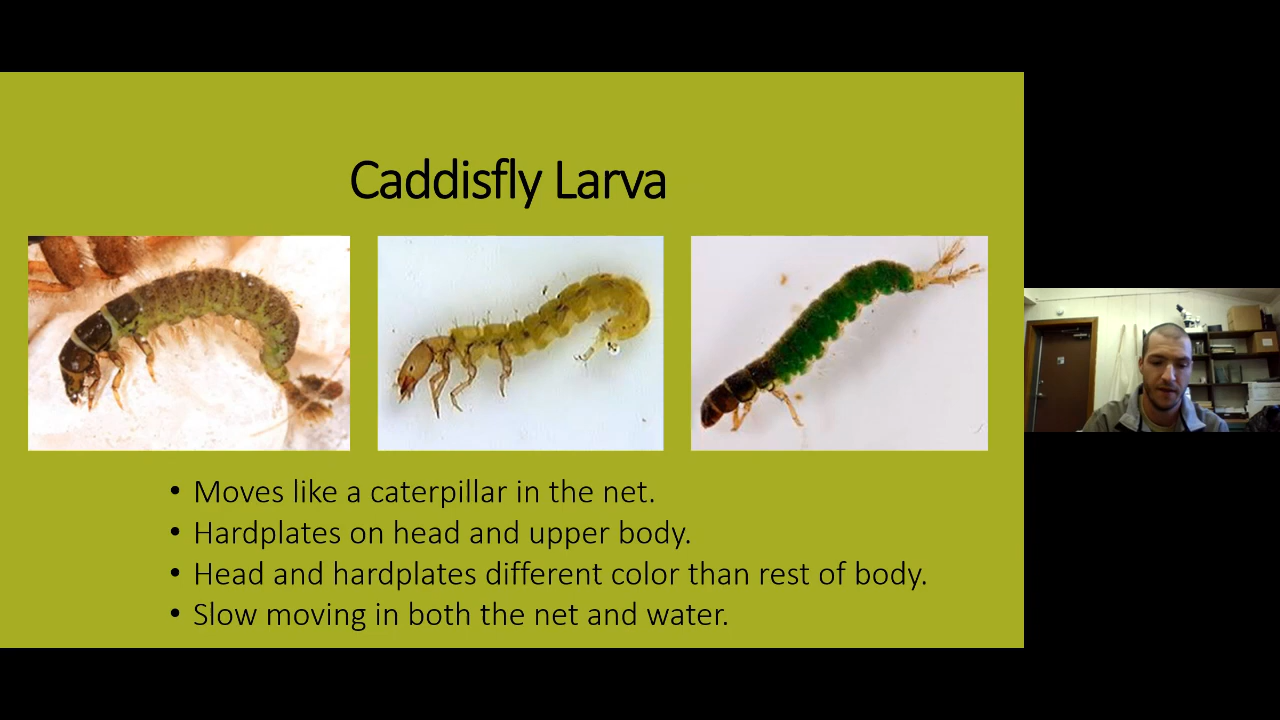 Caddisfly Larva
• Moves like a caterpillar in the net.
• Hardplates on head and upper body.
• Head and hardplates different color than rest of body.
• Slow moving in both the net and water.